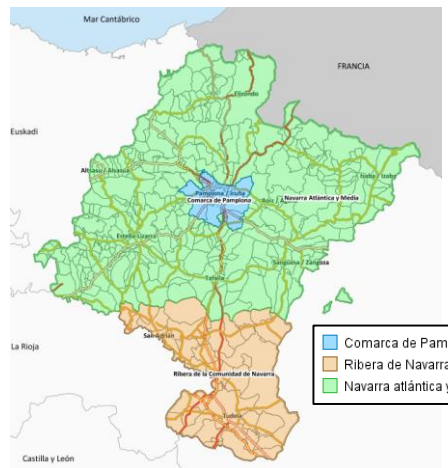 Mar Cantábrico
FRANCIA
Elizondo
Euskadi
Altsasu / Alsasua
Pamplona / Iruña
Comarca de Pamplona
Navarra Atlántica y Media
Estella-Lizarra
Sangüesa / Zangoza
Tafalla
San Adrián
La Rioja
Ribera de la Comunidad de Navarra
Tudela
Castilla y León
Comarca de Pam
Ribera de Navarra
Navarra atlántica y